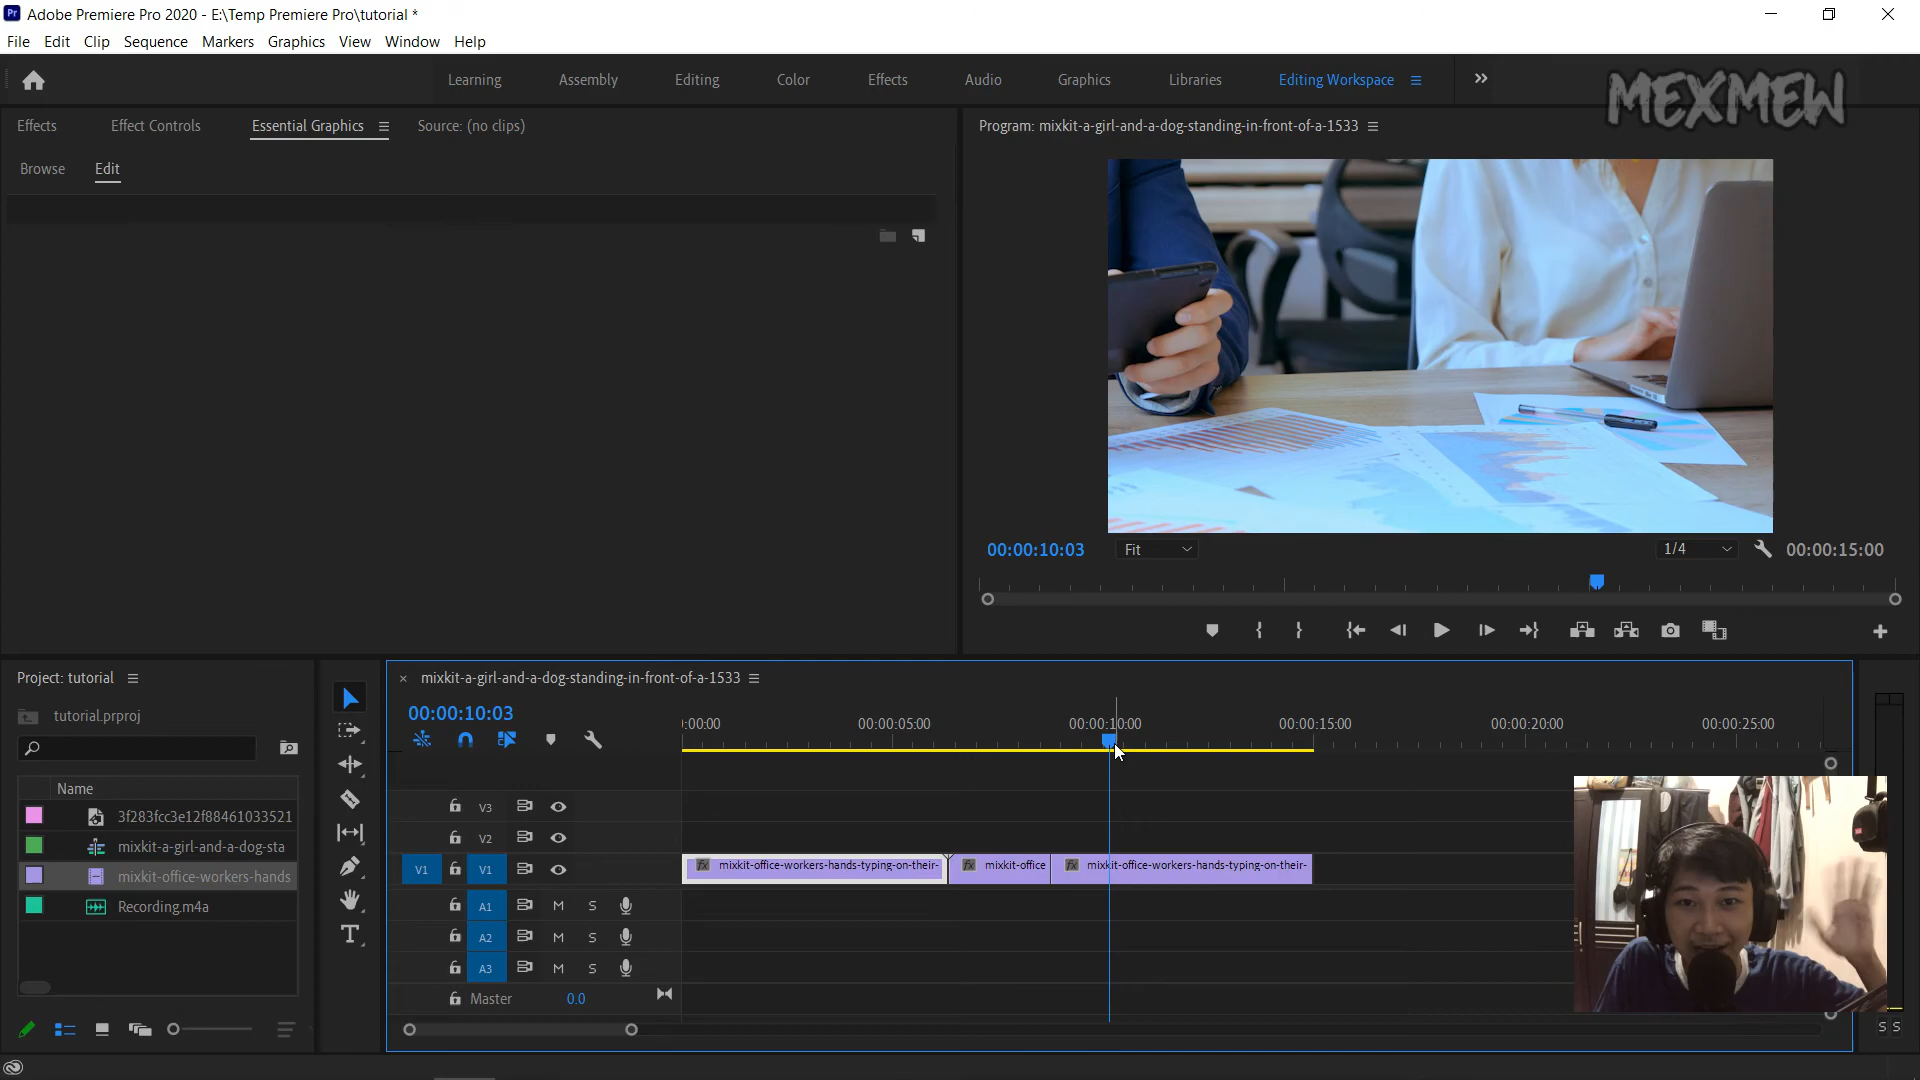 Adobe Premiere Pro 2020 - E:\Temp Premiere Pro\tutorial *
File Edit Clip Sequence Markers Graphics View Window Help
Learning Assembly Editing Color Effects Audio Graphics Libraries Editing Workspace
MEXMEW
Effects Effect Controls Essential Graphics Source: (no clips)
Program: mixkit-a-girl-and-a-dog-standing-in-front-of-a-1533
Browse Edit
00:00:10:03 Fit 1/4 00:00:15:00
Project: tutorial
mixkit-a-girl-and-a-dog-standing-in-front-of-a-1533
tutorial.prproj
00:00:10:03
:00:00 00:00:05:00 00:00:10:00 00:00:15:00 00:00:20:00 00:00:25:00
Name
3f283fcc3e12f88461033521
mixkit-a-girl-and-a-dog-sta
mixkit-office-workers-hands
Recording.m4a
V3
V2
V1 V1 fx mixkit-office-workers-hands-typing-on-their- fx mixkit-office fx mixkit-office-workers-hands-typing-on-their-
A1 M S
A2 M S
A3 M S
Master 0.0
S S